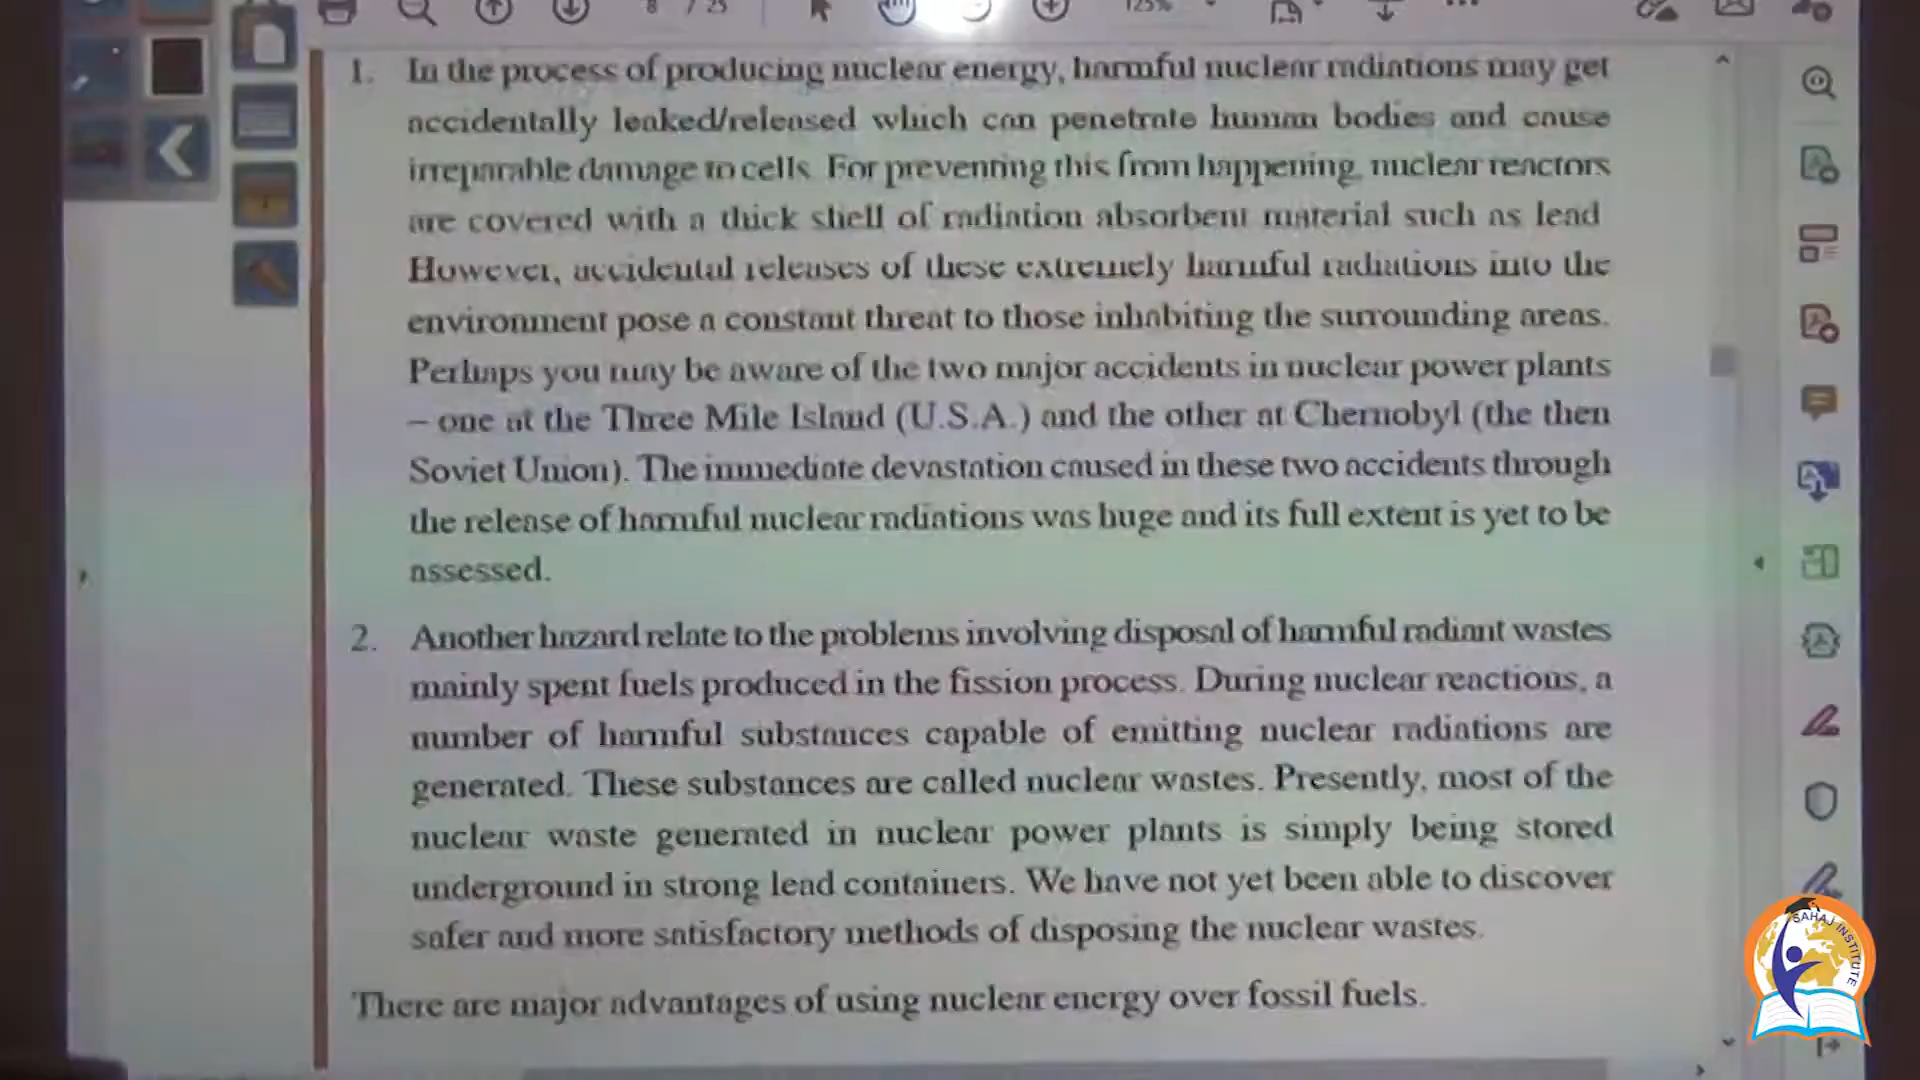 8 / 25
125%
1. In the process of producing nuclear energy, harmful nuclear radiations may get
accidentally leaked/released which can penetrate human bodies and cause
irreparable damage to cells. For preventing this from happening, nuclear reactors
are covered with a thick shell of radiation absorbent material such as lead
However, accidental releases of these extremely harmful radiations into the
environment pose a constant threat to those inhabiting the surrounding areas.
Perhaps you may be aware of the two major accidents in nuclear power plants
– one at the Three Mile Island (U.S.A.) and the other at Chernobyl (the then
Soviet Union). The immediate devastation caused in these two accidents through
the release of harmful nuclear radiations was huge and its full extent is yet to be
assessed.
2. Another hazard relate to the problems involving disposal of harmful radiant wastes
mainly spent fuels produced in the fission process. During nuclear reactions, a
number of harmful substances capable of emitting nuclear radiations are
generated. These substances are called nuclear wastes. Presently, most of the
nuclear waste generated in nuclear power plants is simply being stored
underground in strong lead containers. We have not yet been able to discover
safer and more satisfactory methods of disposing the nuclear wastes.
There are major advantages of using nuclear energy over fossil fuels.
SAHAJ INSTITUTE